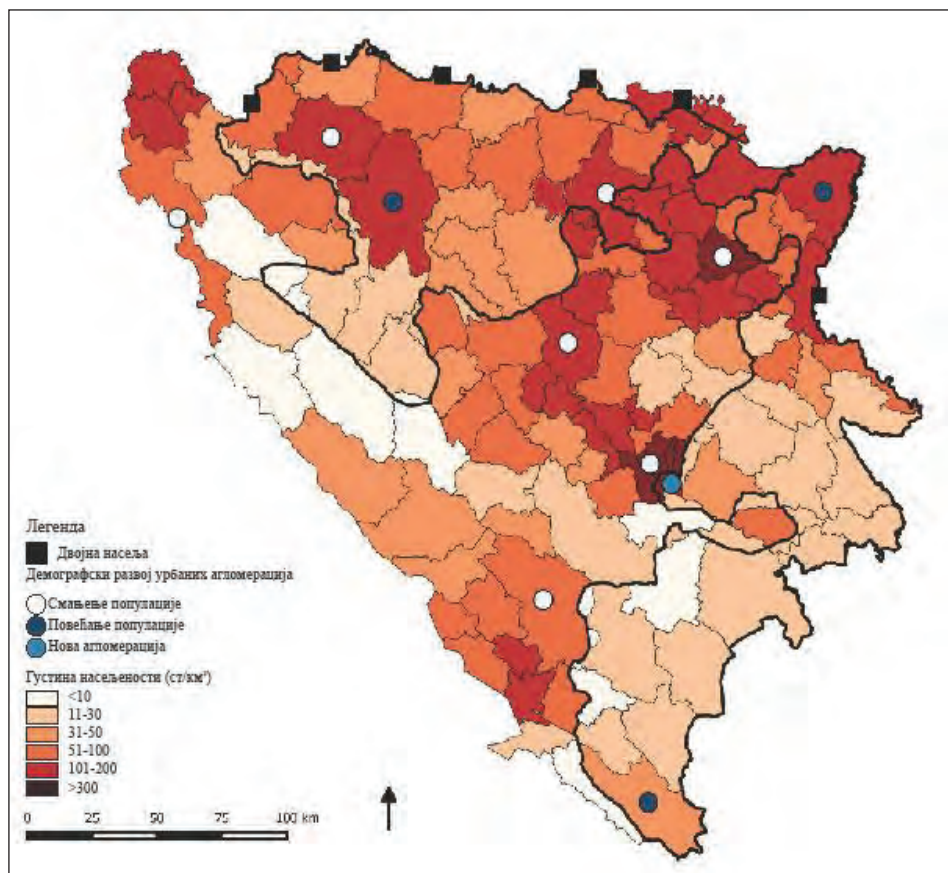 Легенда
Двојна насеља
Демографски развој урбаних агломерација
Смањење популације
Повећање популације
Нова агломерација
Густина насељености (ст/км²)
<10
11-30
31-50
51-100
101-200
>300
0 25 50 75 100 km